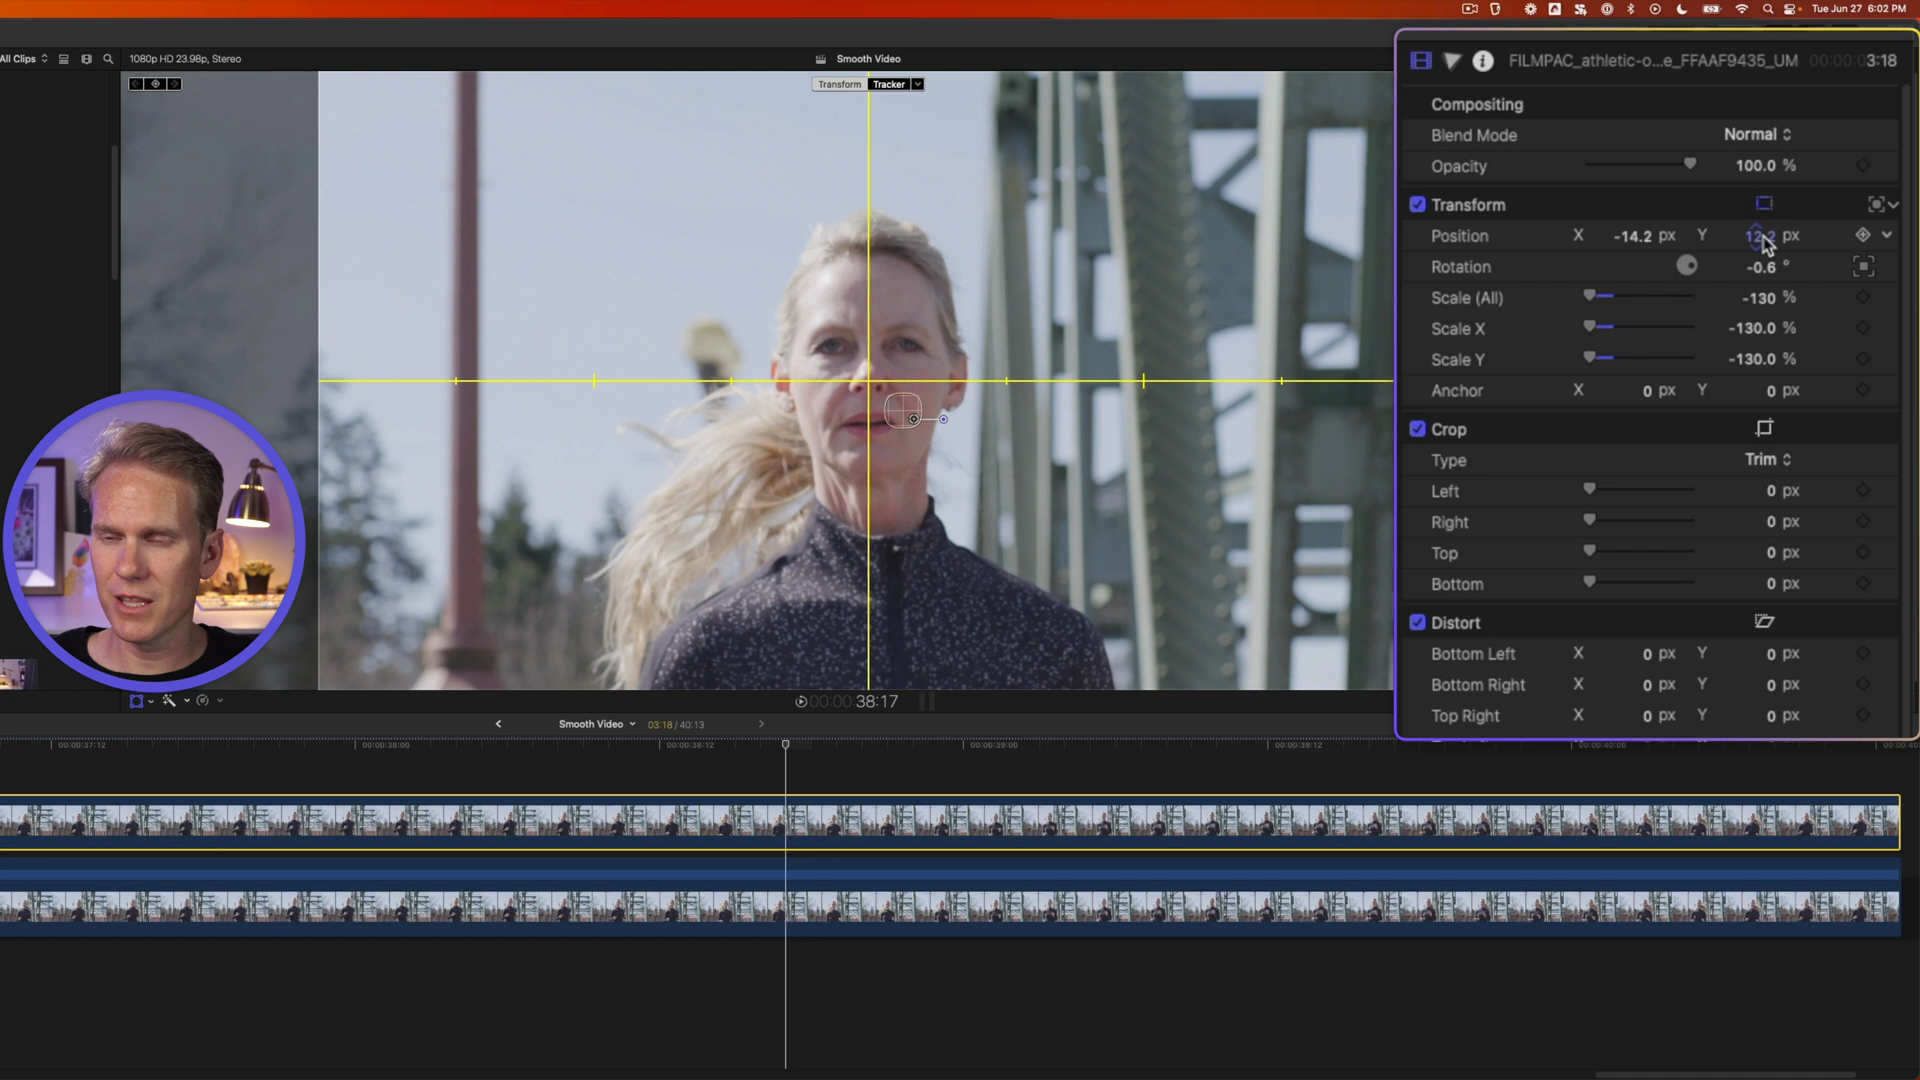 Tue Jun 27 6:02 PM
All Clips
1080p HD 23.98p, Stereo
Smooth Video
Transform Tracker
FILMPAC_athletic-o...e_FFAAF9435_UM 00:00:03:18
Compositing
Blend Mode Normal
Opacity 100.0 %
Transform
Position X -14.2 px Y 12.2 px
Rotation -0.6 °
Scale (All) -130 %
Scale X -130.0 %
Scale Y -130.0 %
Anchor X 0 px Y 0 px
Crop
Type Trim
Left 0 px
Right 0 px
Top 0 px
Bottom 0 px
Distort
Bottom Left X 0 px Y 0 px
Bottom Right X 0 px Y 0 px
Top Right X 0 px Y 0 px
00:00:38:17
Smooth Video 03:18 / 40:13
00:00:37:12 00:00:38:00 00:00:38:12 00:00:39:00 00:00:39:12 00:00:40:00